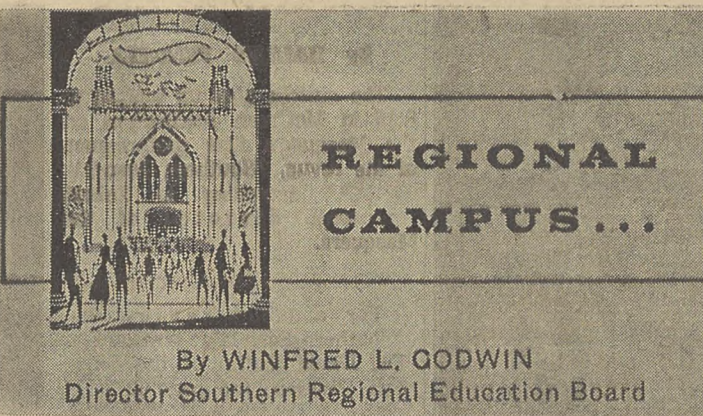 REGIONAL
CAMPUS...
By WINFRED L. GODWIN
Director Southern Regional Education Board